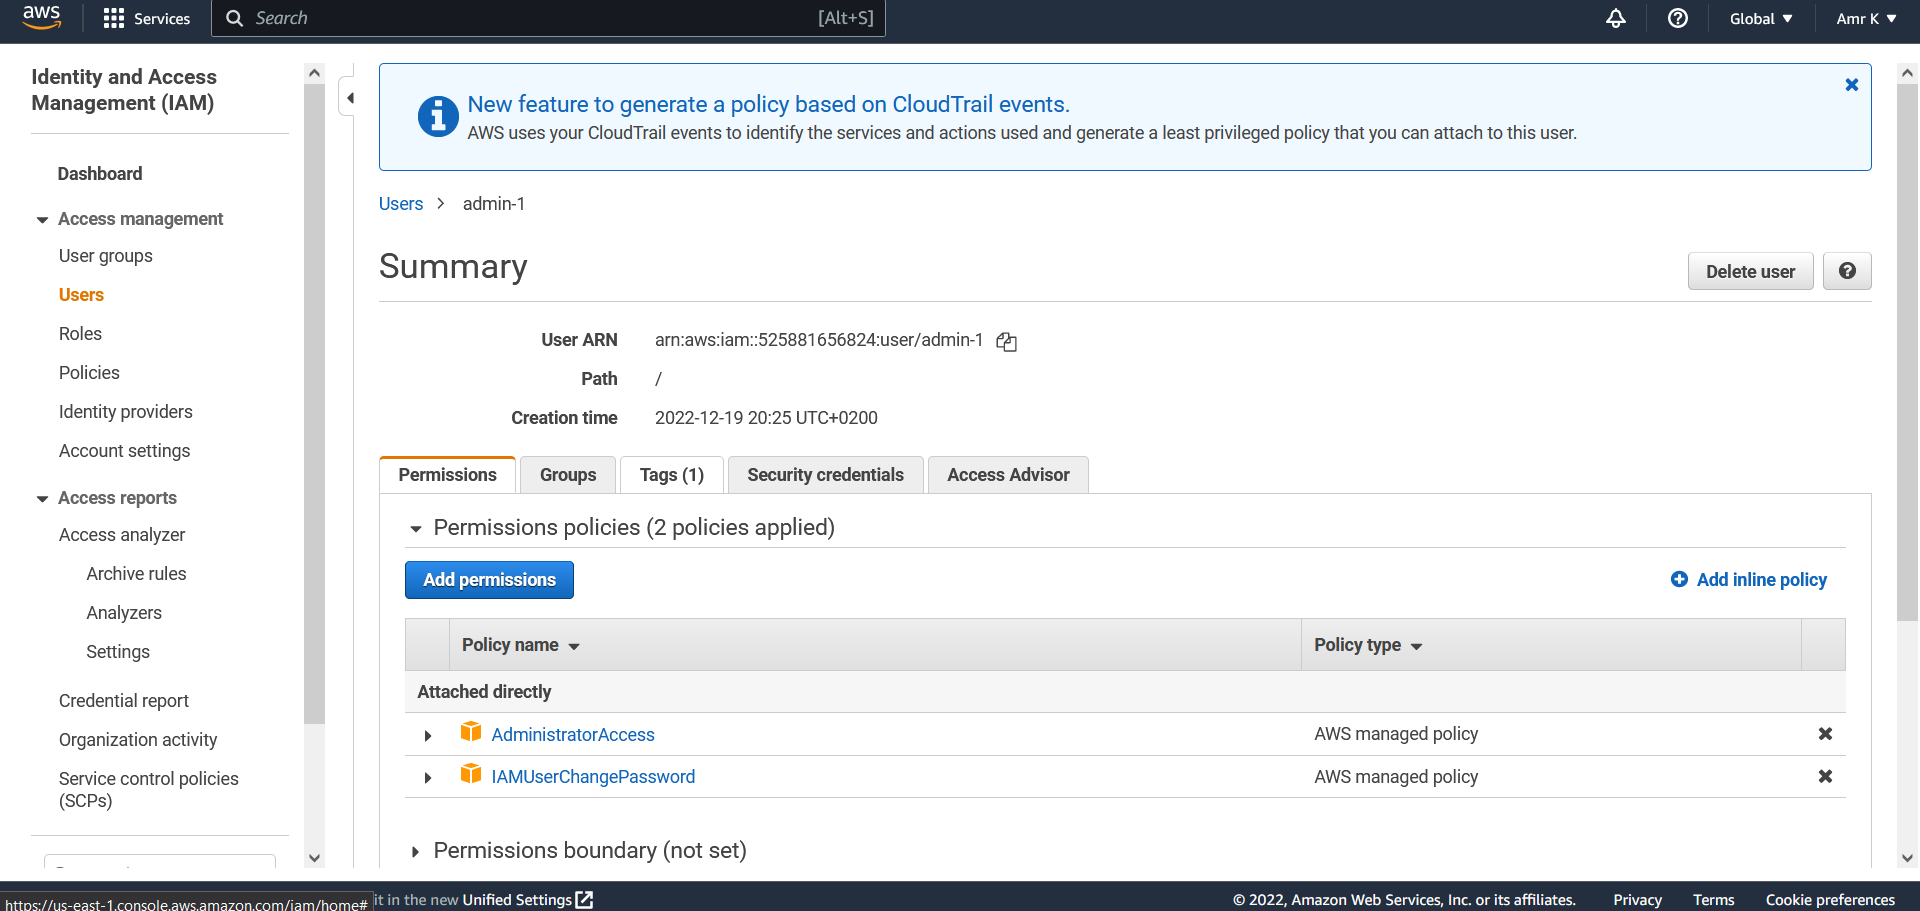 aws
Services
Search
[Alt+S]
Global
Amr K
Identity and Access
Management (IAM)
Dashboard
Access management
User groups
Users
Roles
Policies
Identity providers
Account settings
Access reports
Access analyzer
Archive rules
Analyzers
Settings
Credential report
Organization activity
Service control policies
(SCPs)
New feature to generate a policy based on CloudTrail events.
AWS uses your CloudTrail events to identify the services and actions used and generate a least privileged policy that you can attach to this user.
Users > admin-1
Summary
Delete user
User ARN arn:aws:iam::525881656824:user/admin-1
Path /
Creation time 2022-12-19 20:25 UTC+0200
Permissions
Groups
Tags (1)
Security credentials
Access Advisor
Permissions policies (2 policies applied)
Add permissions
Add inline policy
Policy name
Policy type
Attached directly
AdministratorAccess
AWS managed policy
IAMUserChangePassword
AWS managed policy
Permissions boundary (not set)
https://us-east-1.console.aws.amazon.com/iam/home#
it in the new Unified Settings
© 2022, Amazon Web Services, Inc. or its affiliates.
Privacy
Terms
Cookie preferences